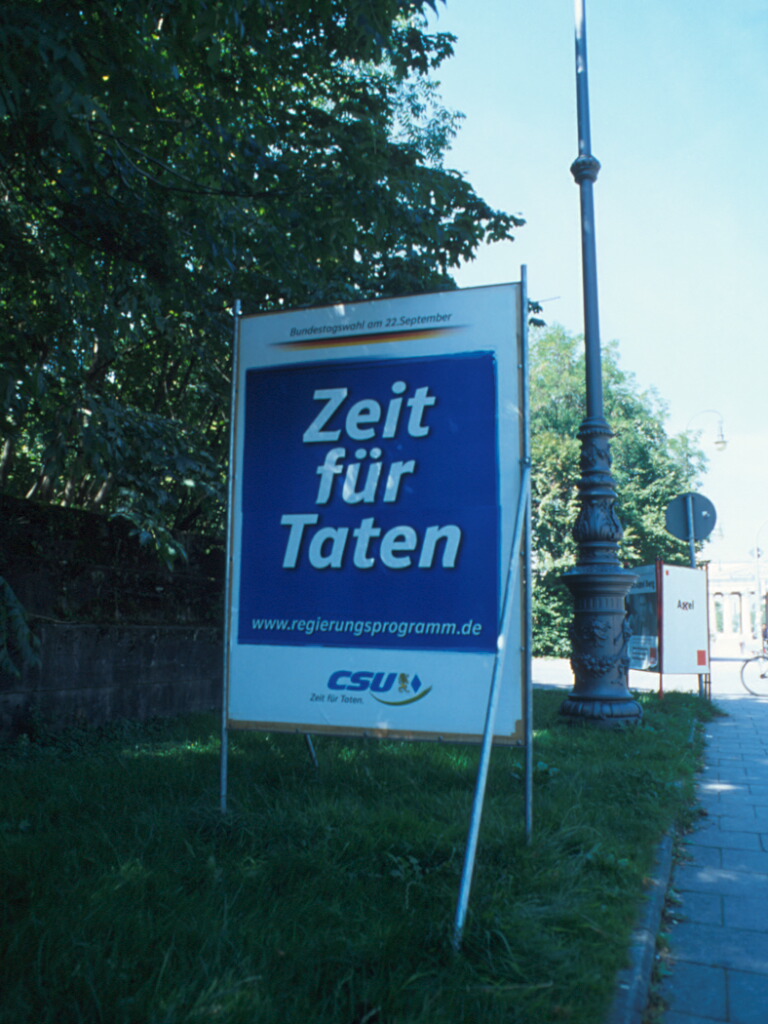 Bundestagswahl am 22.September
Zeit
für
Taten
www.regierungsprogramm.de
CSU
Zeit für Taten.